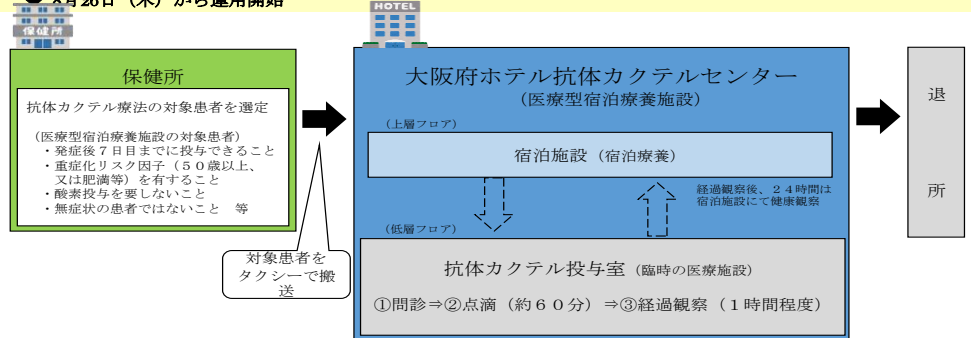 ● 8月26日（木）から運用開始
保健所
HOTEL
保健所
抗体カクテル療法の対象患者を選定
（医療型宿泊療養施設の対象患者）
・発症後７日目までに投与できること
・重症化リスク因子（５０歳以上、
又は肥満等）を有すること
・酸素投与を要しないこと
・無症状の患者ではないこと　等
対象患者を
タクシーで搬
送
大阪府ホテル抗体カクテルセンター
（医療型宿泊療養施設）
（上層フロア）
宿泊施設（宿泊療養）
経過観察後、２４時間は
宿泊施設にて健康観察
（低層フロア）
抗体カクテル投与室（臨時の医療施設）
①問診⇒②点滴（約６０分）⇒③経過観察（１時間程度）
退
所